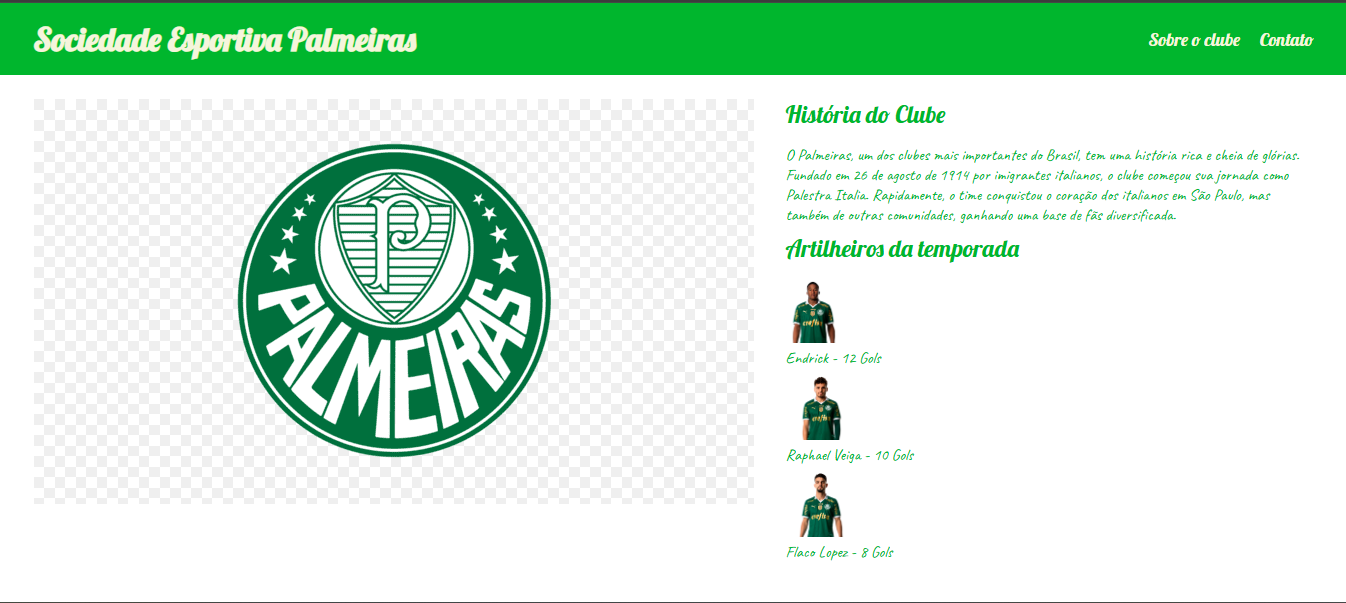 Sociedade Esportiva Palmeiras
Sobre o clube Contato
PALMEIRAS
História do Clube
O Palmeiras, um dos clubes mais importantes do Brasil, tem uma história rica e cheia de glórias.
Fundado em 26 de agosto de 1914 por imigrantes italianos, o clube começou sua jornada como
Palestra Italia. Rapidamente, o time conquistou o coração dos italianos em São Paulo, mas
também de outras comunidades, ganhando uma base de fãs diversificada.
Artilheiros da temporada
Endrick - 12 Gols
Raphael Veiga - 10 Gols
Flaco Lopez - 8 Gols